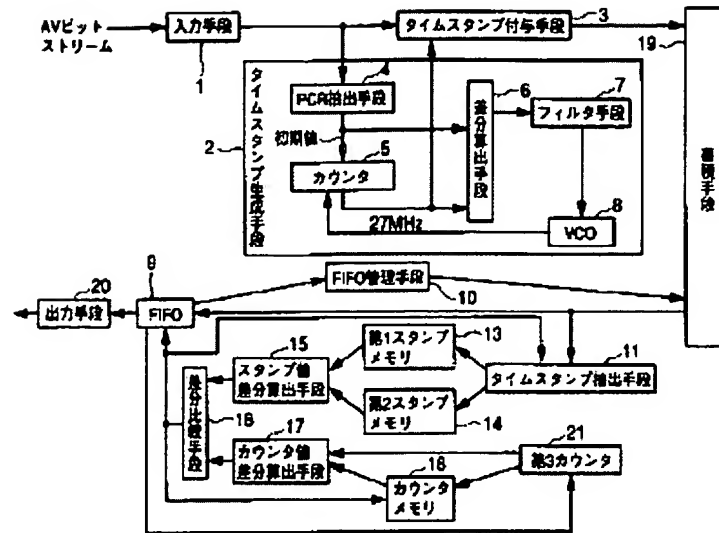 AVビット
ストリーム
入力手段
1
タイムスタンプ付与手段
3
19
タイムスタンプ生成手段
2
PCR抽出手段
4
初期値
カウンタ
5
差分算出手段
6
フィルタ手段
7
VCO
8
27MHz
蓄積手段
20
出力手段
9
FIFO
FIFO管理手段
10
第1スタンプ
メモリ
13
タイムスタンプ抽出手段
11
15
スタンプ値
差分算出手段
第2スタンプ
メモリ
14
差分比較手段
16
17
カウンタ値
差分算出手段
18
カウンタ
メモリ
21
第3カウンタ